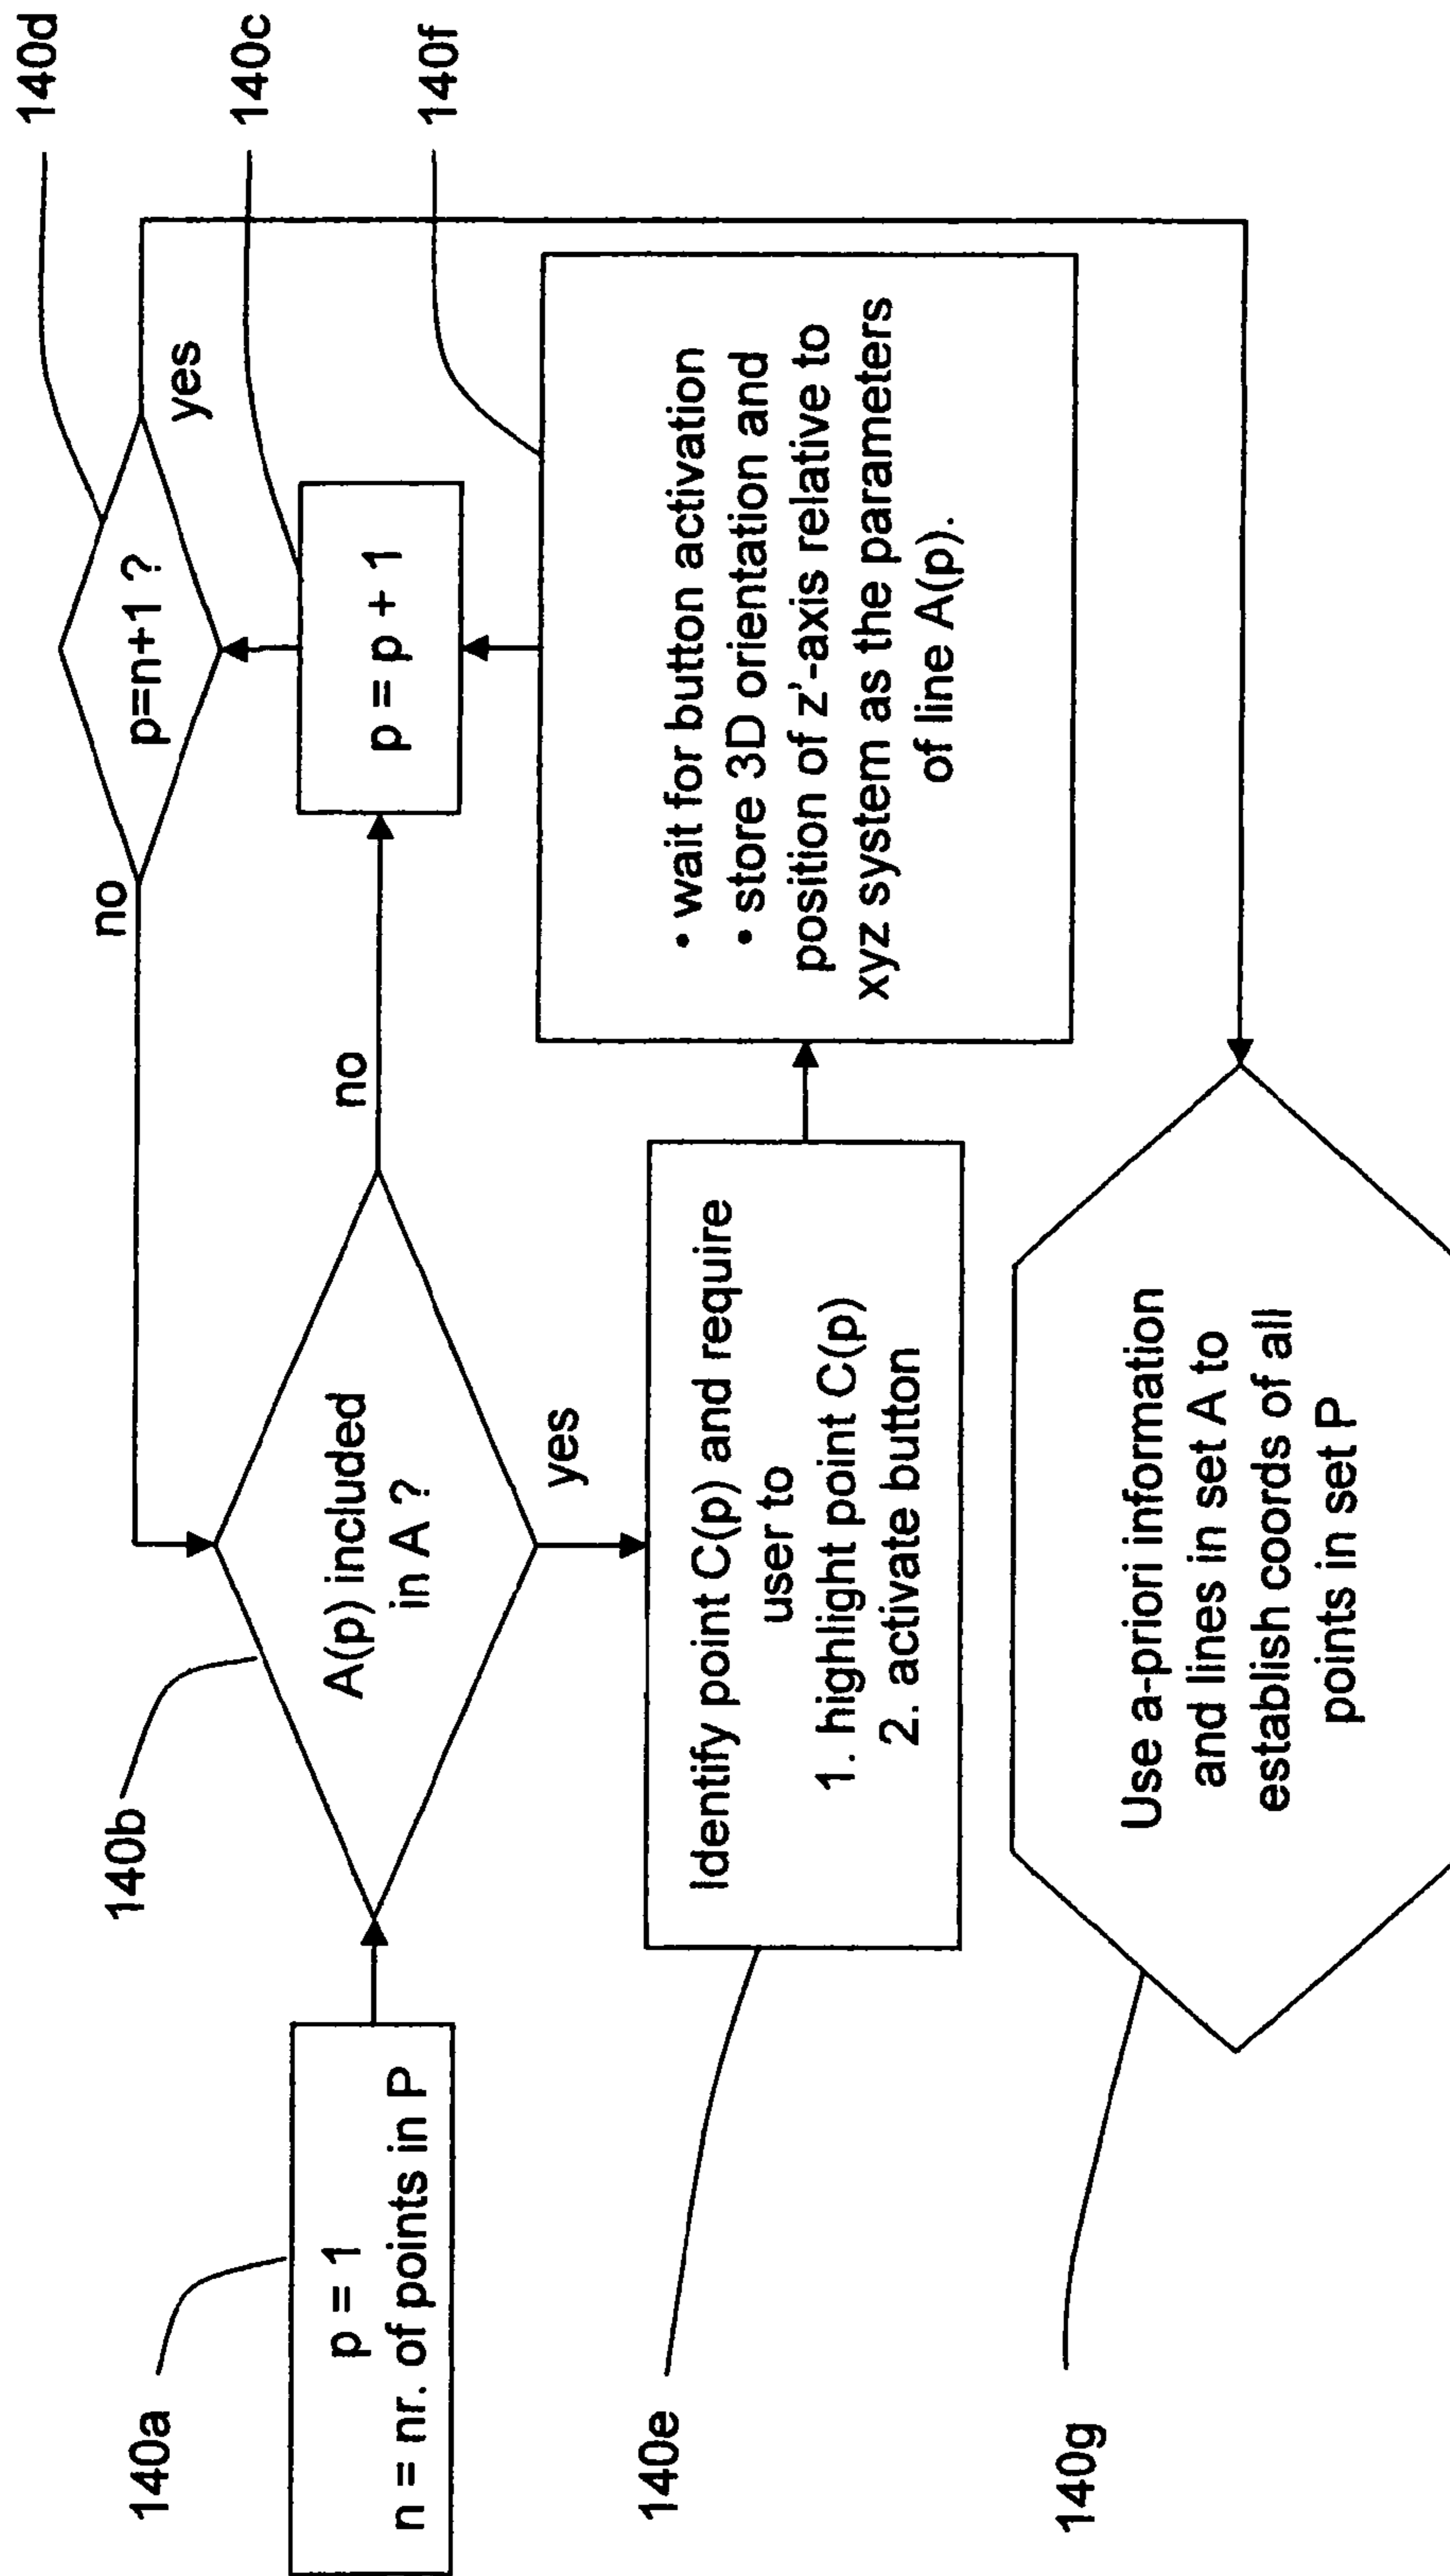 140a
p = 1
n = nr. of points in P
140b
A(p) included
in A ?
no
yes
no
p=n+1 ?
yes
140d
p = p + 1
140c
140e
Identify point C(p) and require
user to
1. highlight point C(p)
2. activate button
• wait for button activation
• store 3D orientation and
position of z'-axis relative to
xyz system as the parameters
of line A(p).
140f
140g
Use a-priori information
and lines in set A to
establish coords of all
points in set P